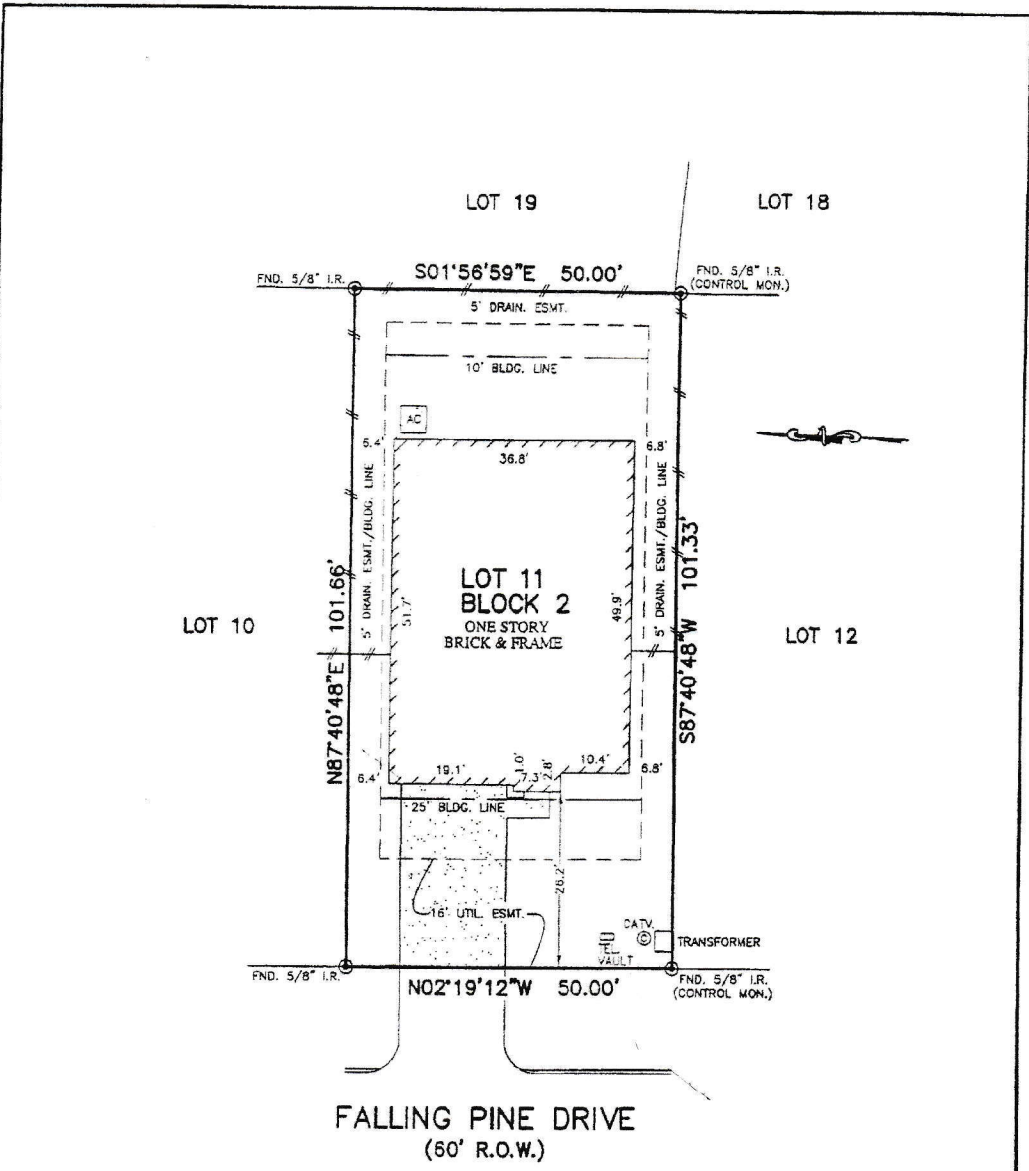 LOT 19
LOT 18
FND. 5/8" I.R.
S01°56'59"E 50.00'
FND. 5/8" I.R.
(CONTROL MON.)
5' DRAIN. ESMT.
10' BLDG. LINE
AC
6.4'
36.8'
6.8'
5' DRAIN. ESMT./BLDG. LINE
5' DRAIN. ESMT./BLDG. LINE
N87°40'48"E 101.66'
S87°40'48"W 101.33'
51.7'
49.9'
LOT 11
BLOCK 2
ONE STORY
BRICK & FRAME
LOT 10
LOT 12
6.4'
19.1'
1.0'
7.3'
2.8'
10.4'
6.8'
25' BLDG. LINE
26.2'
16' UTIL. ESMT.
CATV.
C
TEL.
VAULT
TRANSFORMER
FND. 5/8" I.R.
N02°19'12"W 50.00'
FND. 5/8" I.R.
(CONTROL MON.)
FALLING PINE DRIVE
(60' R.O.W.)